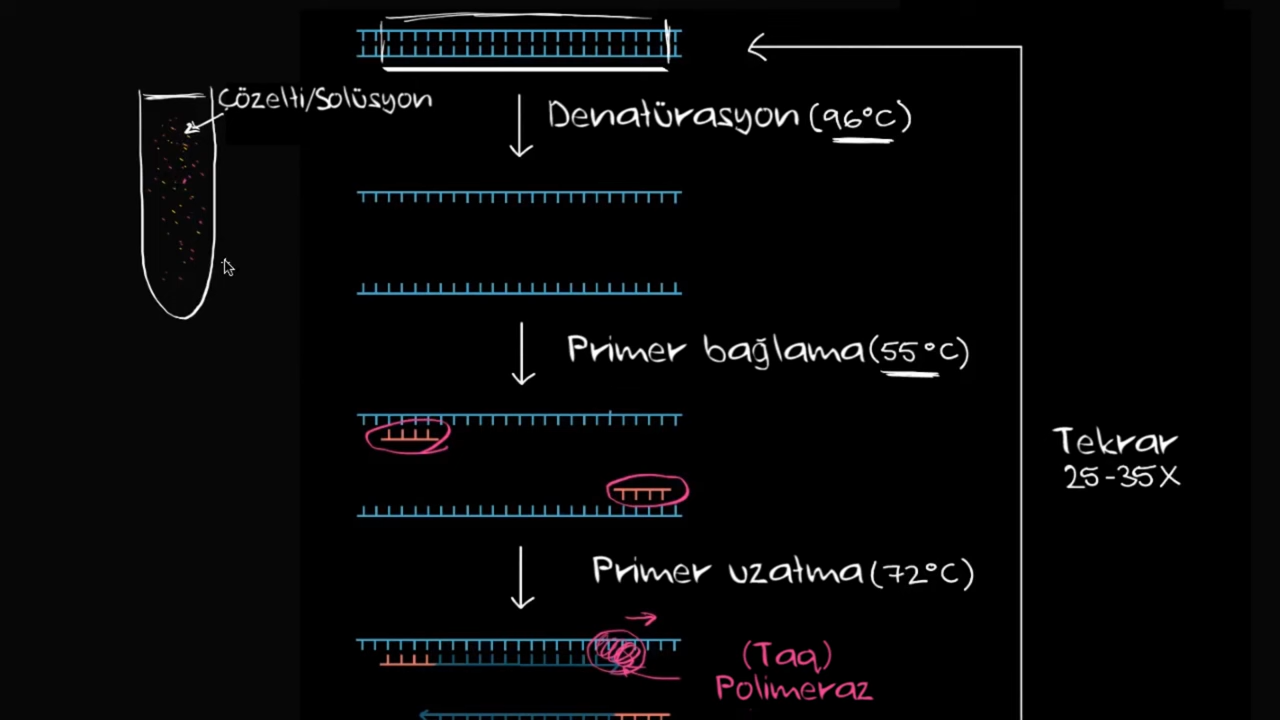 Çözelti/Solüsyon
Denatürasyon (96°C)
Primer bağlama (55°C)
Tekrar
25-35X
Primer uzatma (72°C)
(Taq)
Polimeraz